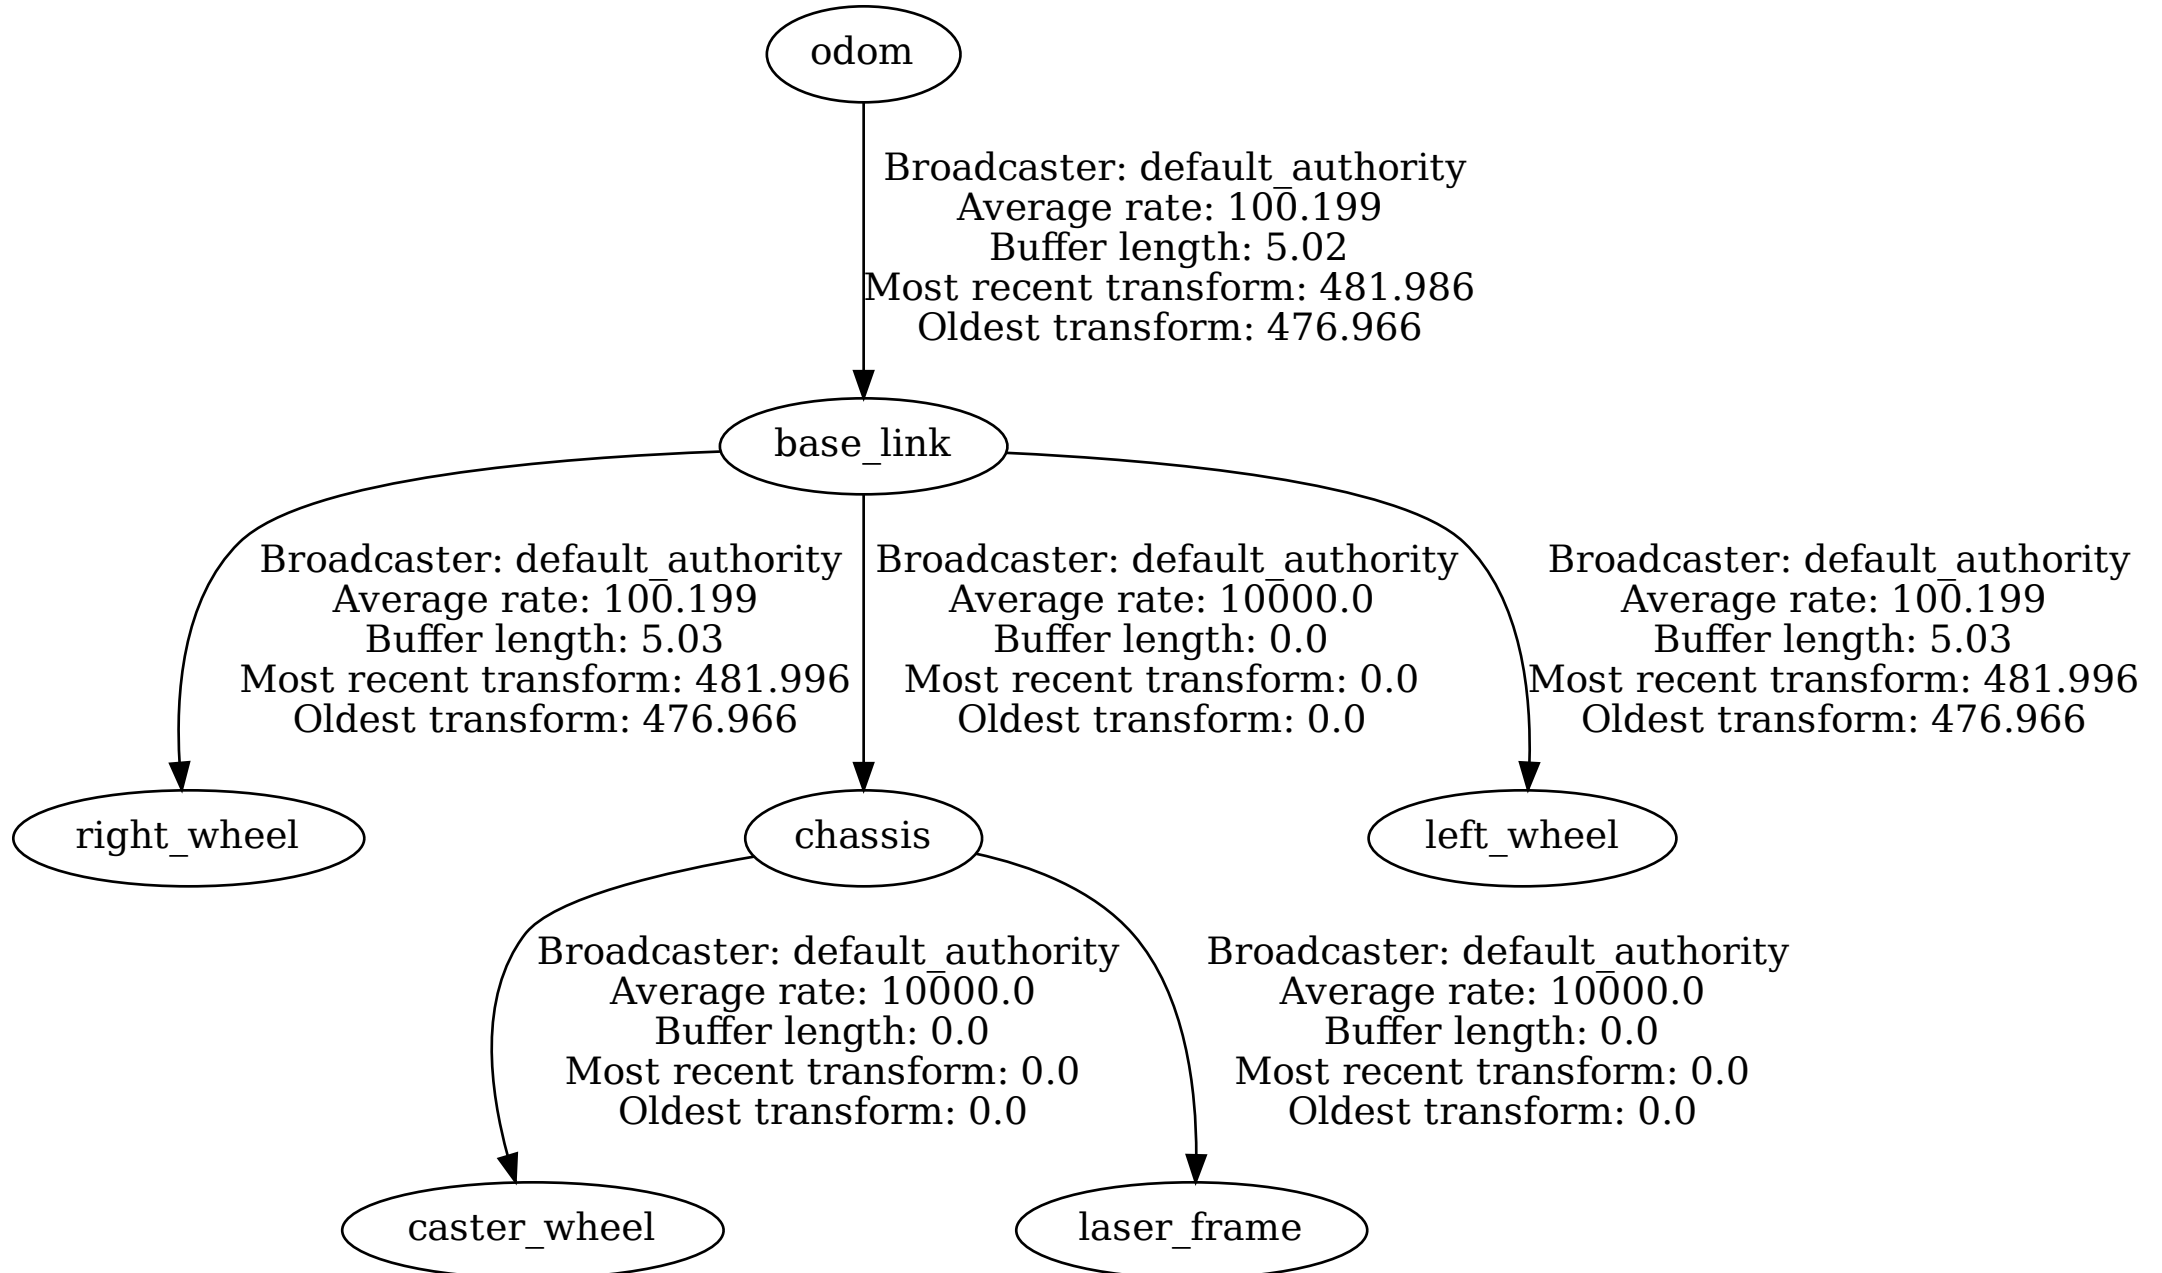 odom
Broadcaster: default_authority
Average rate: 100.199
Buffer length: 5.02
Most recent transform: 481.986
Oldest transform: 476.966
base_link
Broadcaster: default_authority
Average rate: 100.199
Buffer length: 5.03
Most recent transform: 481.996
Oldest transform: 476.966
Broadcaster: default_authority
Average rate: 10000.0
Buffer length: 0.0
Most recent transform: 0.0
Oldest transform: 0.0
Broadcaster: default_authority
Average rate: 100.199
Buffer length: 5.03
Most recent transform: 481.996
Oldest transform: 476.966
right_wheel
chassis
left_wheel
Broadcaster: default_authority
Average rate: 10000.0
Buffer length: 0.0
Most recent transform: 0.0
Oldest transform: 0.0
Broadcaster: default_authority
Average rate: 10000.0
Buffer length: 0.0
Most recent transform: 0.0
Oldest transform: 0.0
caster_wheel
laser_frame